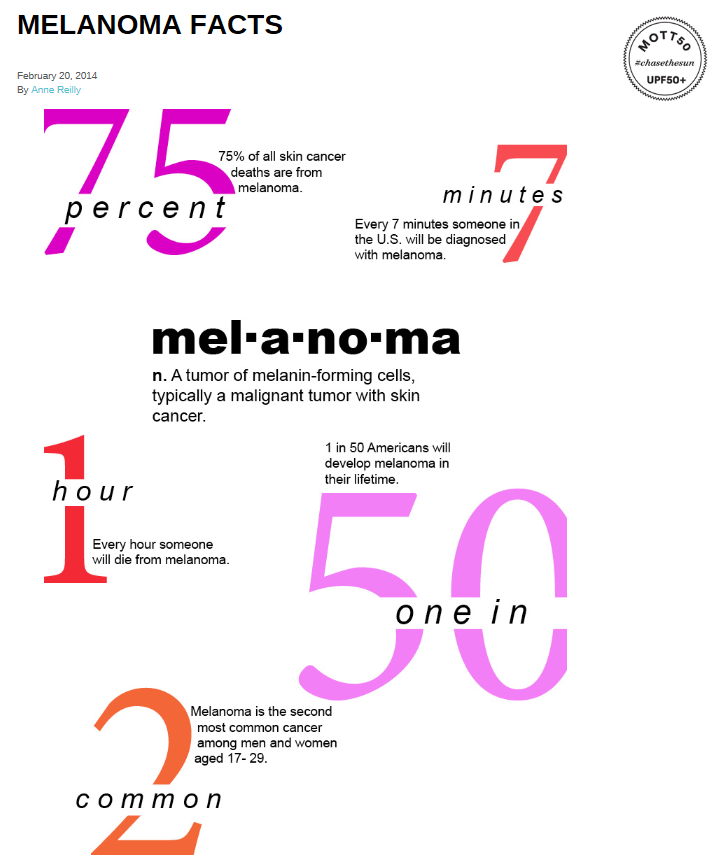 MELANOMA FACTS
MOTT50
#chasethesun
UPF50+
February 20, 2014
By Anne Reilly
75
percent
75% of all skin cancer
deaths are from
melanoma.
7
minutes
Every 7 minutes someone in
the U.S. will be diagnosed
with melanoma.
mel·a·no·ma
n. A tumor of melanin-forming cells,
typically a malignant tumor with skin
cancer.
1
hour
Every hour someone
will die from melanoma.
1 in 50 Americans will
develop melanoma in
their lifetime.
50
one in
2
common
Melanoma is the second
most common cancer
among men and women
aged 17- 29.